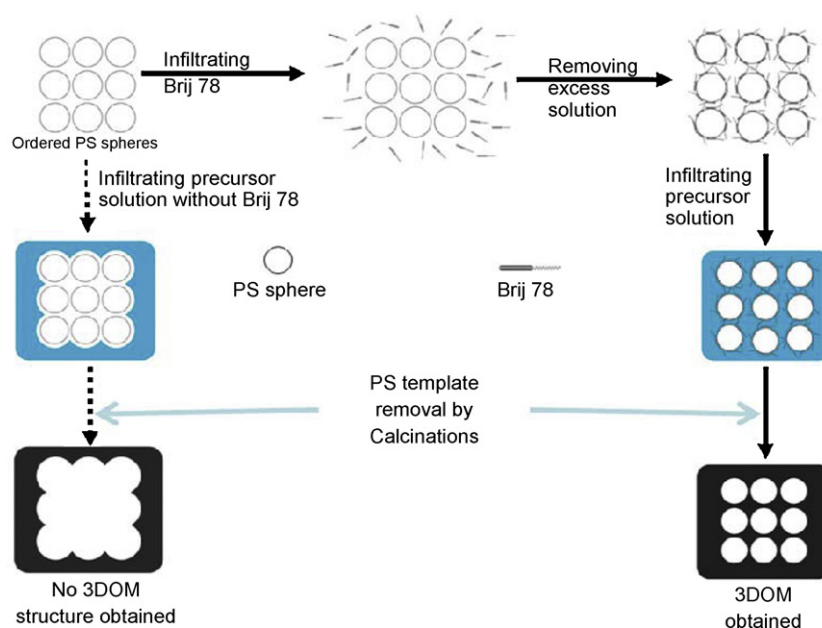 Infiltrating
Brij 78
Removing
excess
solution
Ordered PS spheres
Infiltrating precursor
solution without Brij 78
Infiltrating
precursor
solution
PS sphere
Brij 78
PS template
removal by
Calcinations
No 3DOM
structure obtained
3DOM
obtained